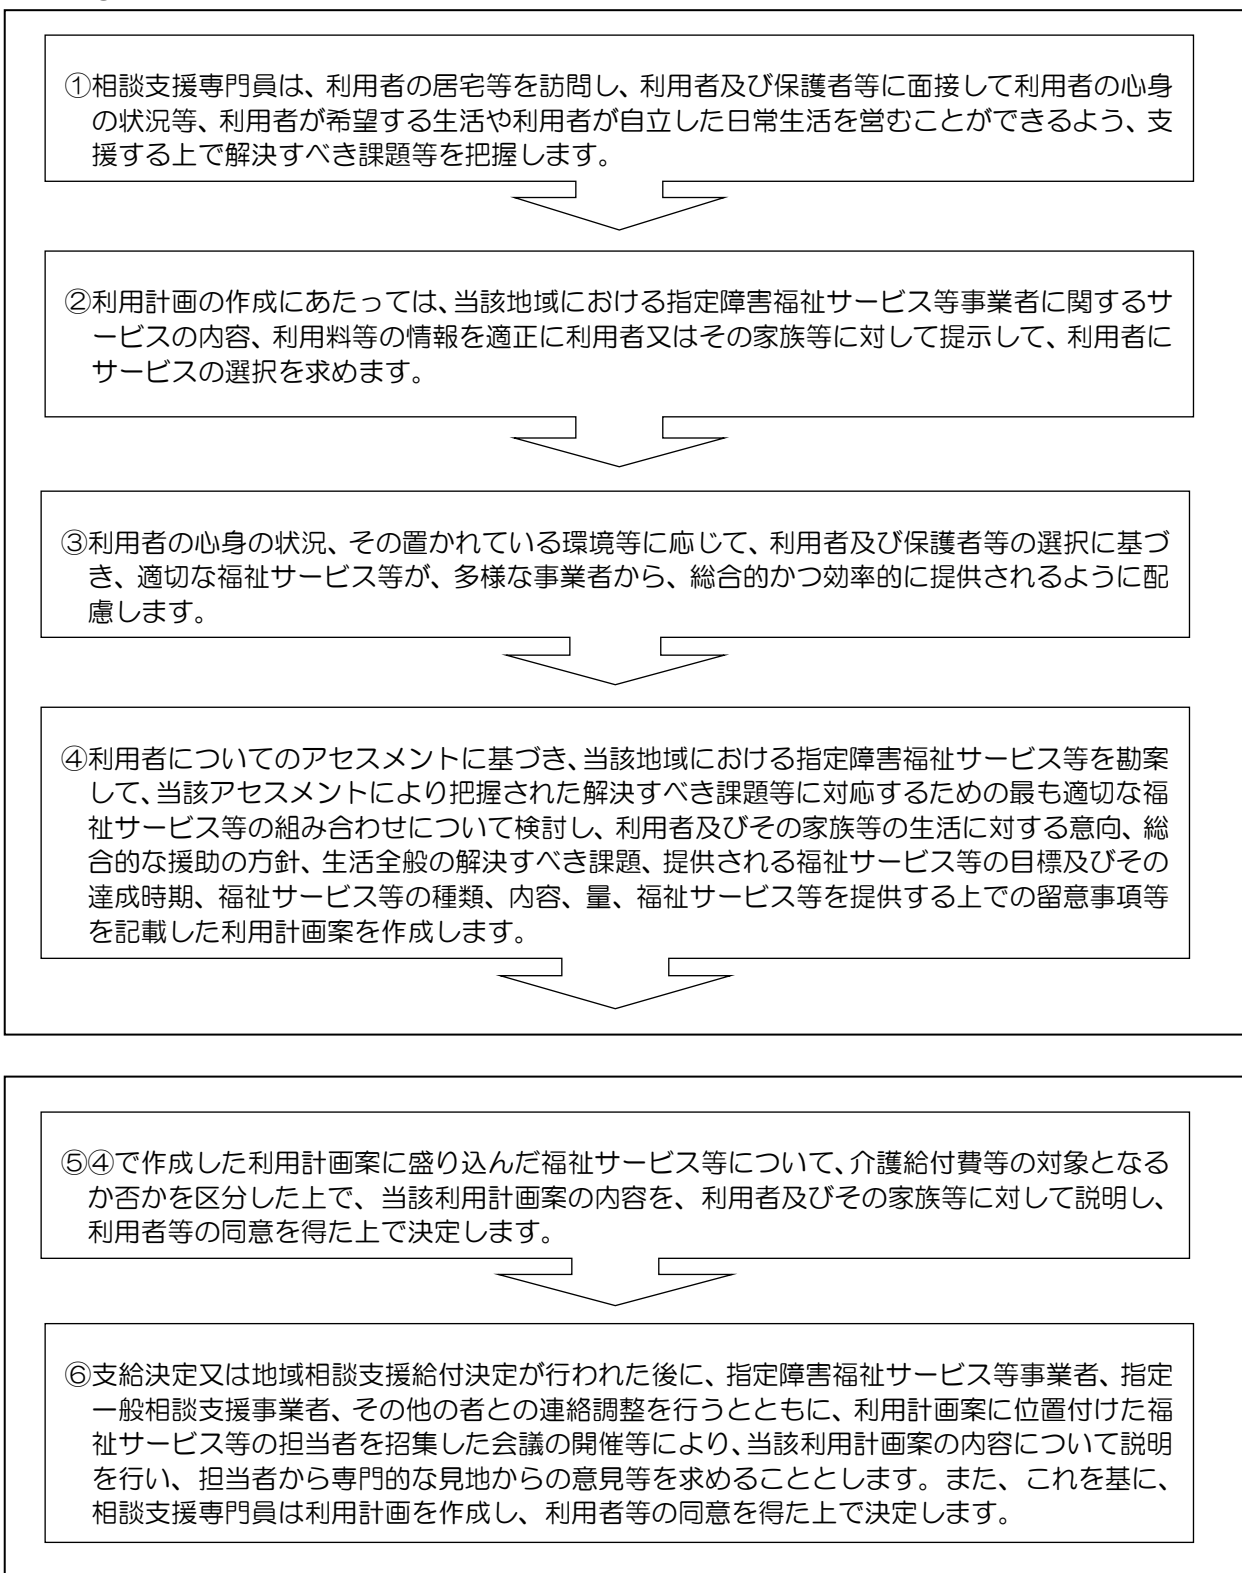 ①相談支援専門員は、利用者の居宅等を訪問し、利用者及び保護者等に面接して利用者の心身
の状況等、利用者が希望する生活や利用者が自立した日常生活を営むことができるよう、支
援する上で解決すべき課題等を把握します。
②利用計画の作成にあたっては、当該地域における指定障害福祉サービス等事業者に関するサ
ービスの内容、利用料等の情報を適正に利用者又はその家族等に対して提示して、利用者に
サービスの選択を求めます。
③利用者の心身の状況、その置かれている環境等に応じて、利用者及び保護者等の選択に基づ
き、適切な福祉サービス等が、多様な事業者から、総合的かつ効率的に提供されるように配
慮します。
④利用者についてのアセスメントに基づき、当該地域における指定障害福祉サービス等を勘案
して、当該アセスメントにより把握された解決すべき課題等に対応するための最も適切な福
祉サービス等の組み合わせについて検討し、利用者及びその家族等の生活に対する意向、総
合的な援助の方針、生活全般の解決すべき課題、提供される福祉サービス等の目標及びその
達成時期、福祉サービス等の種類、内容、量、福祉サービス等を提供する上での留意事項等
を記載した利用計画案を作成します。
⑤④で作成した利用計画案に盛り込んだ福祉サービス等について、介護給付費等の対象となる
か否かを区分した上で、当該利用計画案の内容を、利用者及びその家族等に対して説明し、
利用者等の同意を得た上で決定します。
⑥支給決定又は地域相談支援給付決定が行われた後に、指定障害福祉サービス等事業者、指定
一般相談支援事業者、その他の者との連絡調整を行うとともに、利用計画案に位置付けた福
祉サービス等の担当者を招集した会議の開催等により、当該利用計画案の内容について説明
を行い、担当者から専門的な見地からの意見等を求めることとします。また、これを基に、
相談支援専門員は利用計画を作成し、利用者等の同意を得た上で決定します。